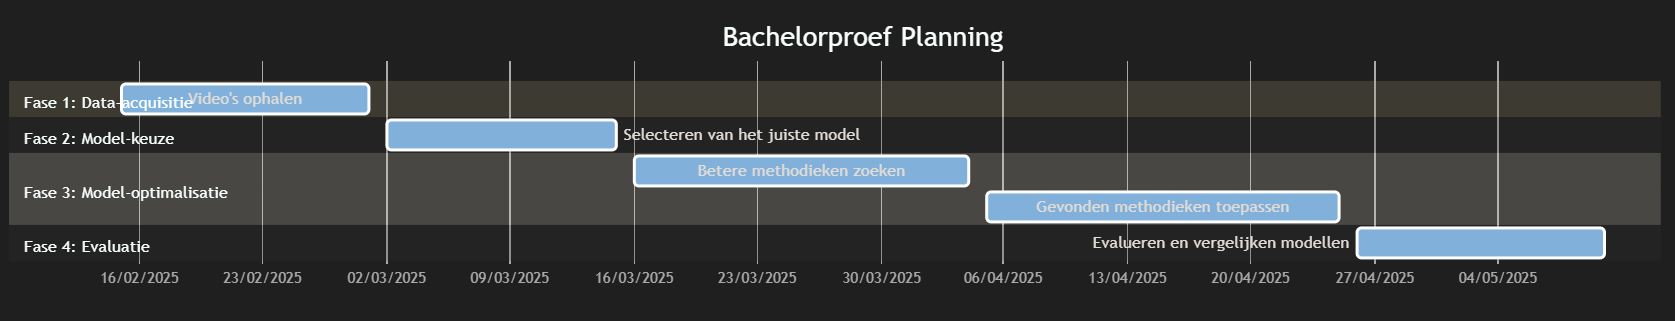 Bachelorproef Planning
Fase 1: Data-acquisitie
Video's ophalen
Fase 2: Model-keuze
Selecteren van het juiste model
Betere methodieken zoeken
Fase 3: Model-optimalisatie
Gevonden methodieken toepassen
Fase 4: Evaluatie
Evalueren en vergelijken modellen
16/02/2025 23/02/2025 02/03/2025 09/03/2025 16/03/2025 23/03/2025 30/03/2025 06/04/2025 13/04/2025 20/04/2025 27/04/2025 04/05/2025